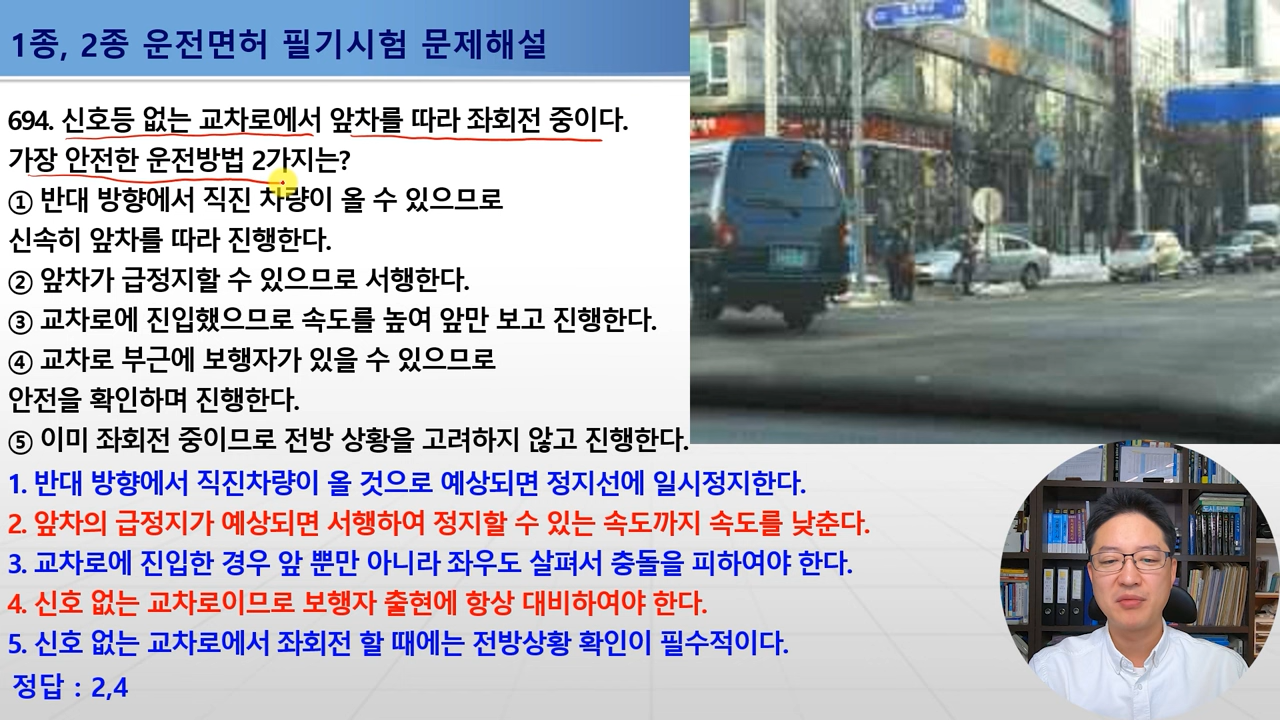 1종, 2종 운전면허 필기시험 문제해설
694. 신호등 없는 교차로에서 앞차를 따라 좌회전 중이다.
가장 안전한 운전방법 2가지는?
① 반대 방향에서 직진 차량이 올 수 있으므로
신속히 앞차를 따라 진행한다.
② 앞차가 급정지할 수 있으므로 서행한다.
③ 교차로에 진입했으므로 속도를 높여 앞만 보고 진행한다.
④ 교차로 부근에 보행자가 있을 수 있으므로
안전을 확인하며 진행한다.
⑤ 이미 좌회전 중이므로 전방 상황을 고려하지 않고 진행한다.
1. 반대 방향에서 직진차량이 올 것으로 예상되면 정지선에 일시정지한다.
2. 앞차의 급정지가 예상되면 서행하여 정지할 수 있는 속도까지 속도를 낮춘다.
3. 교차로에 진입한 경우 앞 뿐만 아니라 좌우도 살펴서 충돌을 피하여야 한다.
4. 신호 없는 교차로이므로 보행자 출현에 항상 대비하여야 한다.
5. 신호 없는 교차로에서 좌회전 할 때에는 전방상황 확인이 필수적이다.
정답 : 2,4